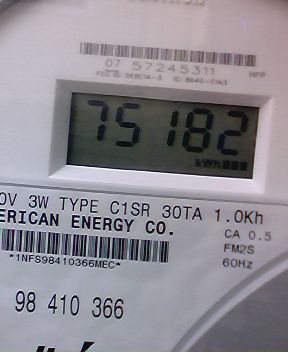 07 57245311
75182
kWh
0V 3W TYPE C1SR 30TA 1.0Kh
ERICAN ENERGY CO.
CA 0.5
FM2S
*1NFS98410366MEC*
60Hz
98 410 366